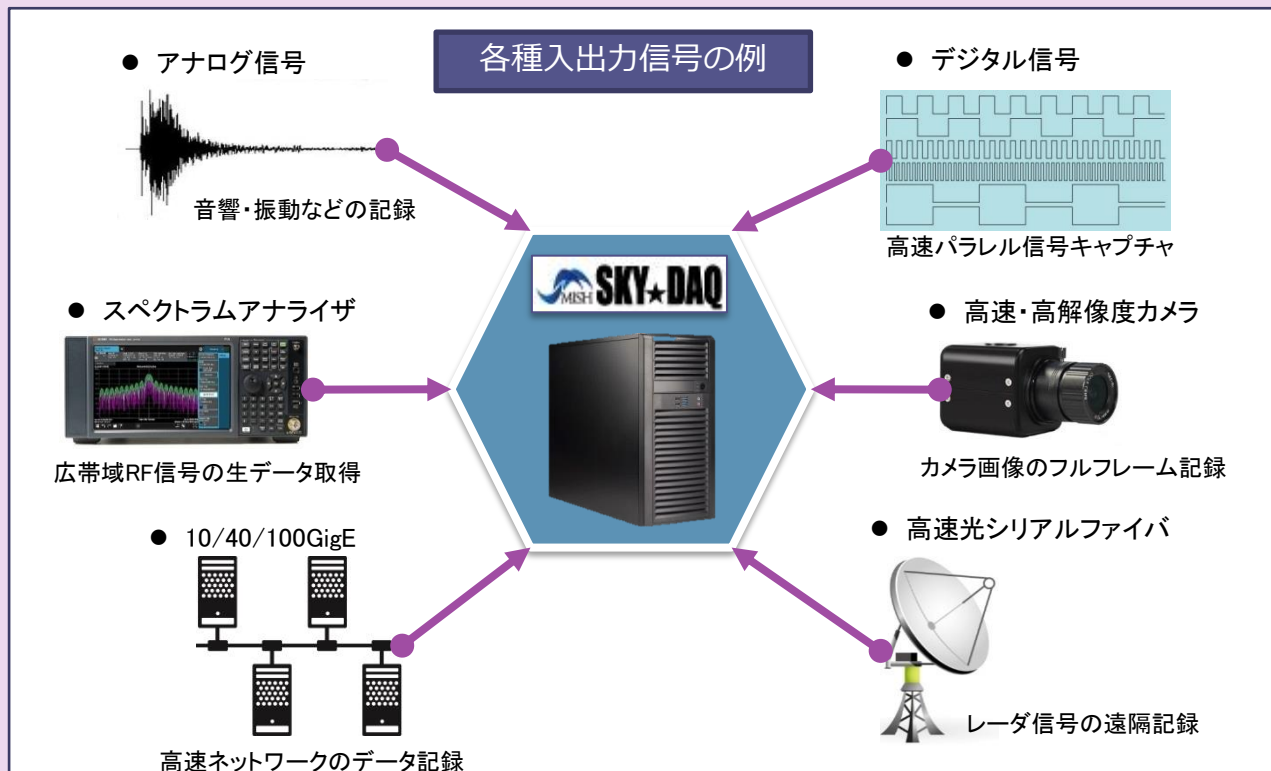 各種入出力信号の例
● アナログ信号
音響・振動などの記録
● デジタル信号
高速パラレル信号キャプチャ
MISH SKY★DAQ
● スペクトラムアナライザ
広帯域RF信号の生データ取得
● 高速・高解像度カメラ
カメラ画像のフルフレーム記録
● 10/40/100GigE
高速ネットワークのデータ記録
● 高速光シリアルファイバ
レーダ信号の遠隔記録